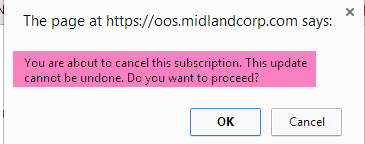 The page at https://oos.midlandcorp.com says:
You are about to cancel this subscription. This update
cannot be undone. Do you want to proceed?
OK
Cancel